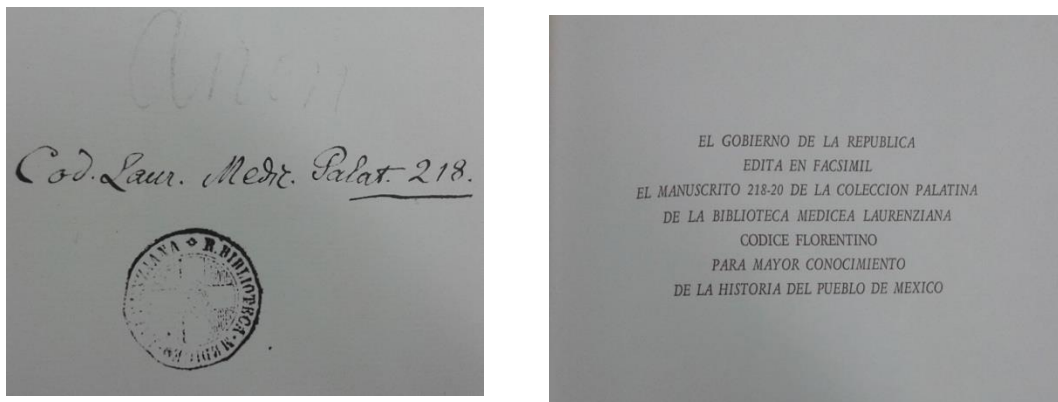 Anon
Cod. Laur. Medic. Palat. 218.
R. BIBLIOTECA
EL GOBIERNO DE LA REPUBLICA
EDITA EN FACSIMIL
EL MANUSCRITO 218-20 DE LA COLECCION PALATINA
DE LA BIBLIOTECA MEDICEA LAURENZIANA
CODICE FLORENTINO
PARA MAYOR CONOCIMIENTO
DE LA HISTORIA DEL PUEBLO DE MEXICO